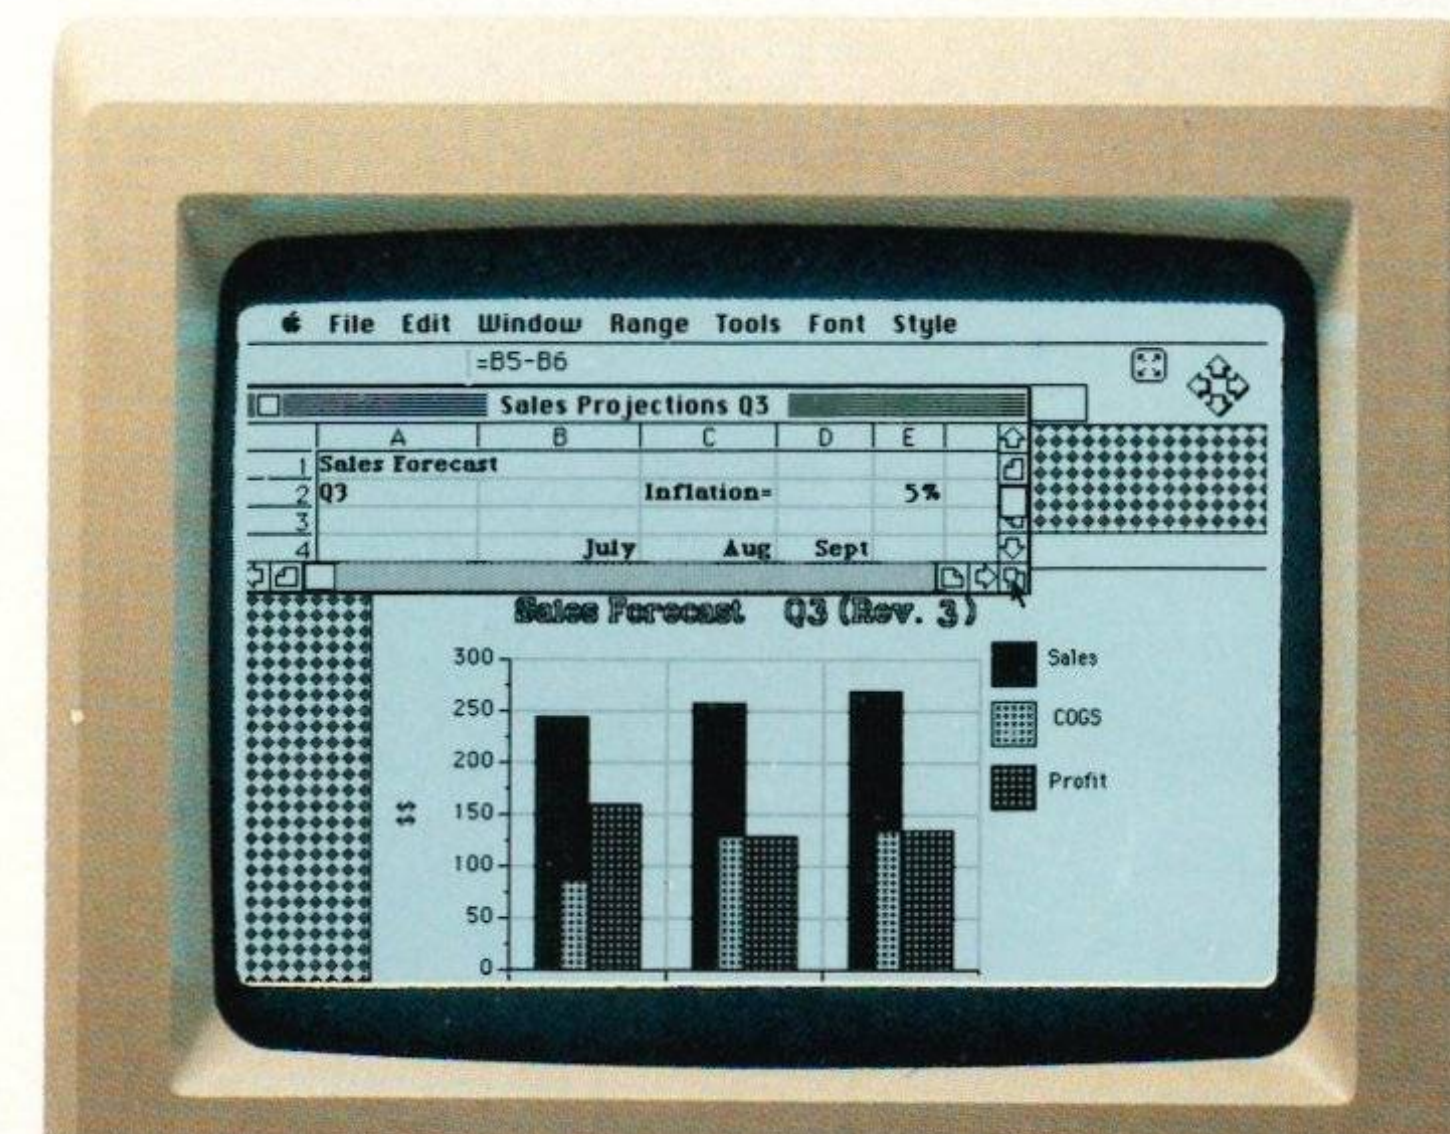 File Edit Window Range Tools Font Style
=B5-B6
Sales Projections Q3
A B C D E
1 Sales Forecast
2 Q3 Inflation= 5%
3
4 July Aug Sept
Sales Forecast Q3 (Rev. 3)
300
250
200
150
100
50
0
$$
Sales
COGS
Profit